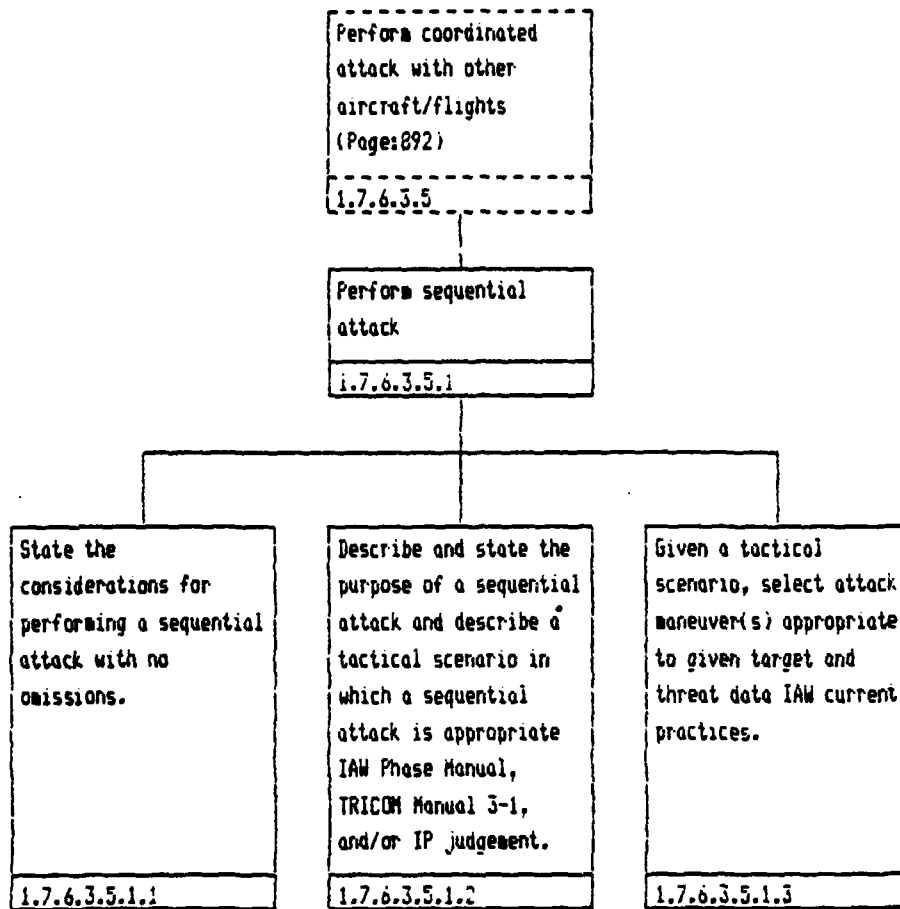 Perform coordinated
attack with other
aircraft/flights
(Page:092)
1.7.6.3.5
Perform sequential
attack
1.7.6.3.5.1
State the
considerations for
performing a sequential
attack with no
omissions.
1.7.6.3.5.1.1
Describe and state the
purpose of a sequential
attack and describe a
tactical scenario in
which a sequential
attack is appropriate
IAW Phase Manual,
TRICOM Manual 3-1,
and/or IP judgement.
1.7.6.3.5.1.2
Given a tactical
scenario, select attack
maneuver(s) appropriate
to given target and
threat data IAW current
practices.
1.7.6.3.5.1.3